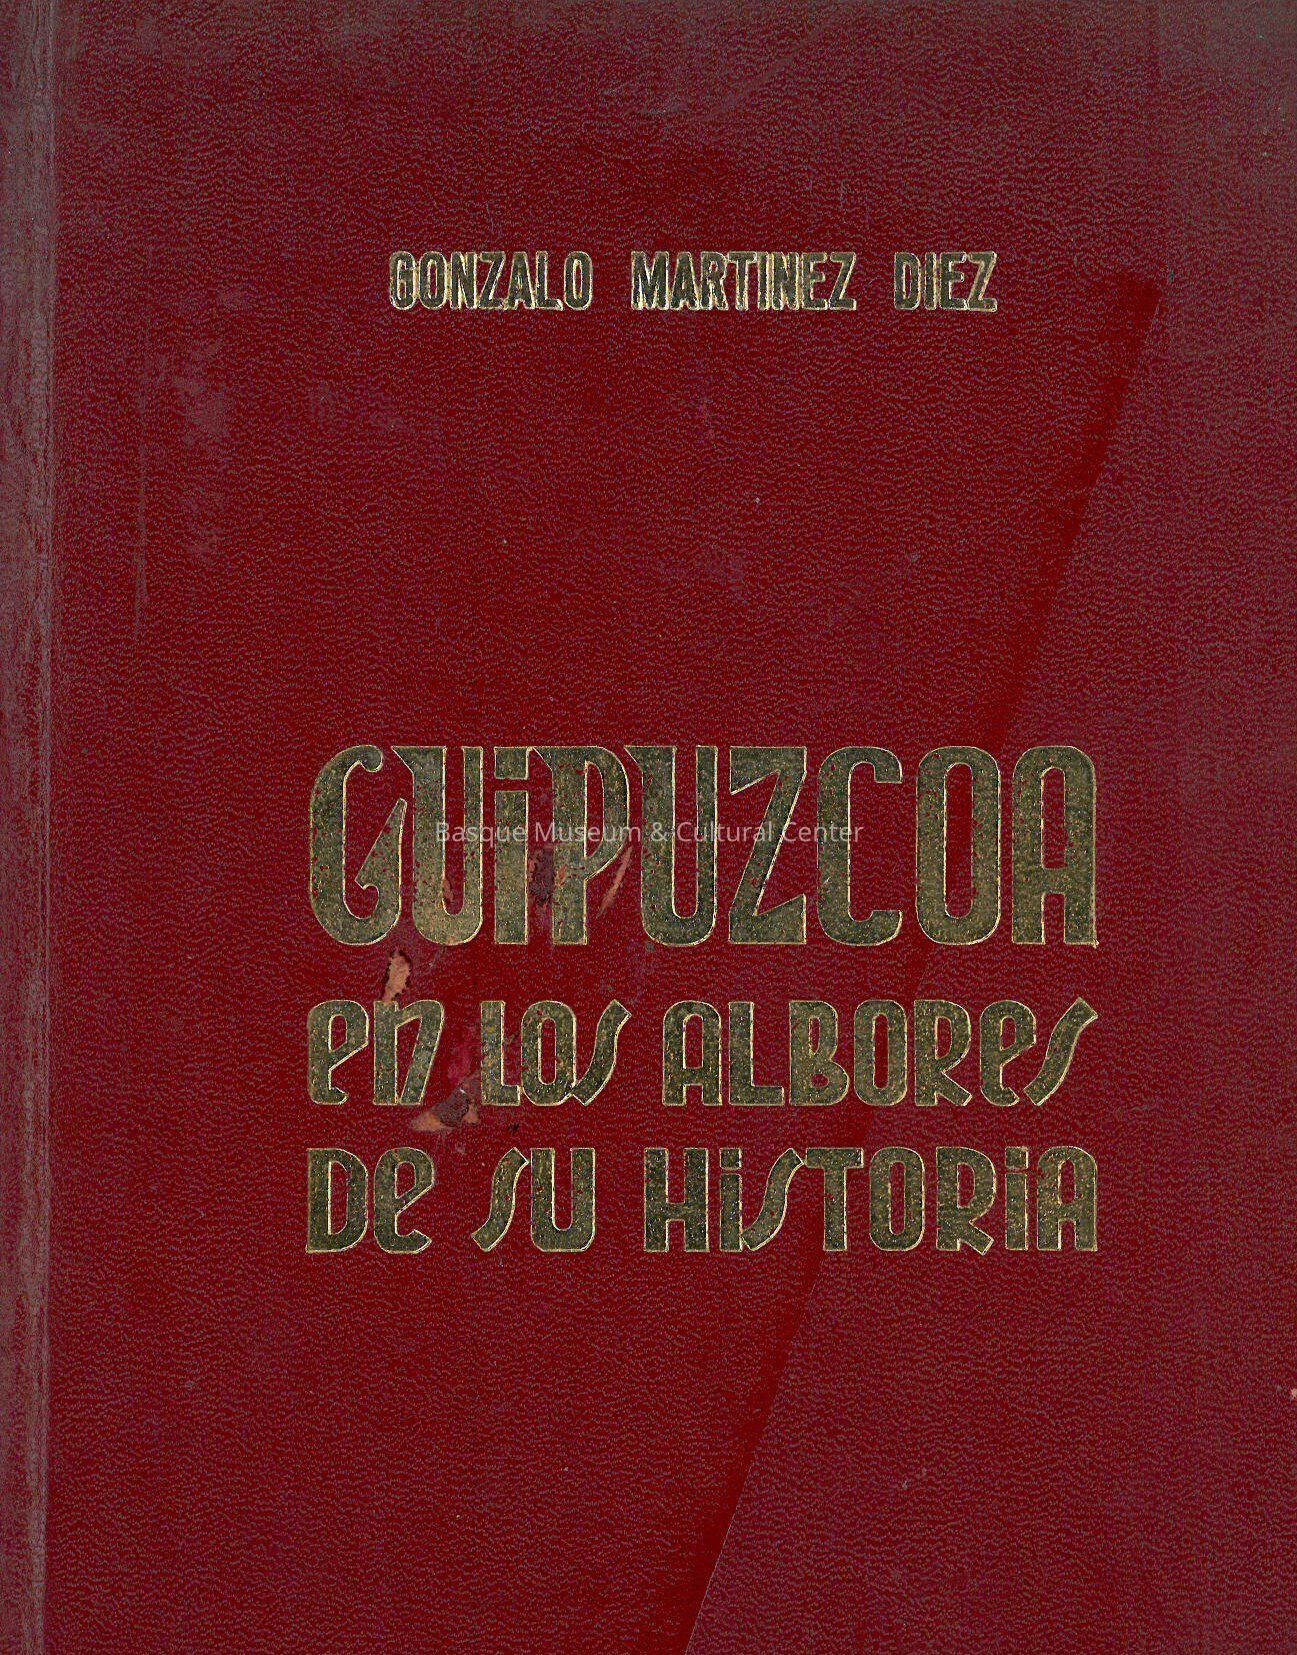 GONZALO MARTINEZ DIEZ
GUiPUZCOA
Basque Museum & Cultural Center
en LOS ALBOReS
De SU HiSTORiA